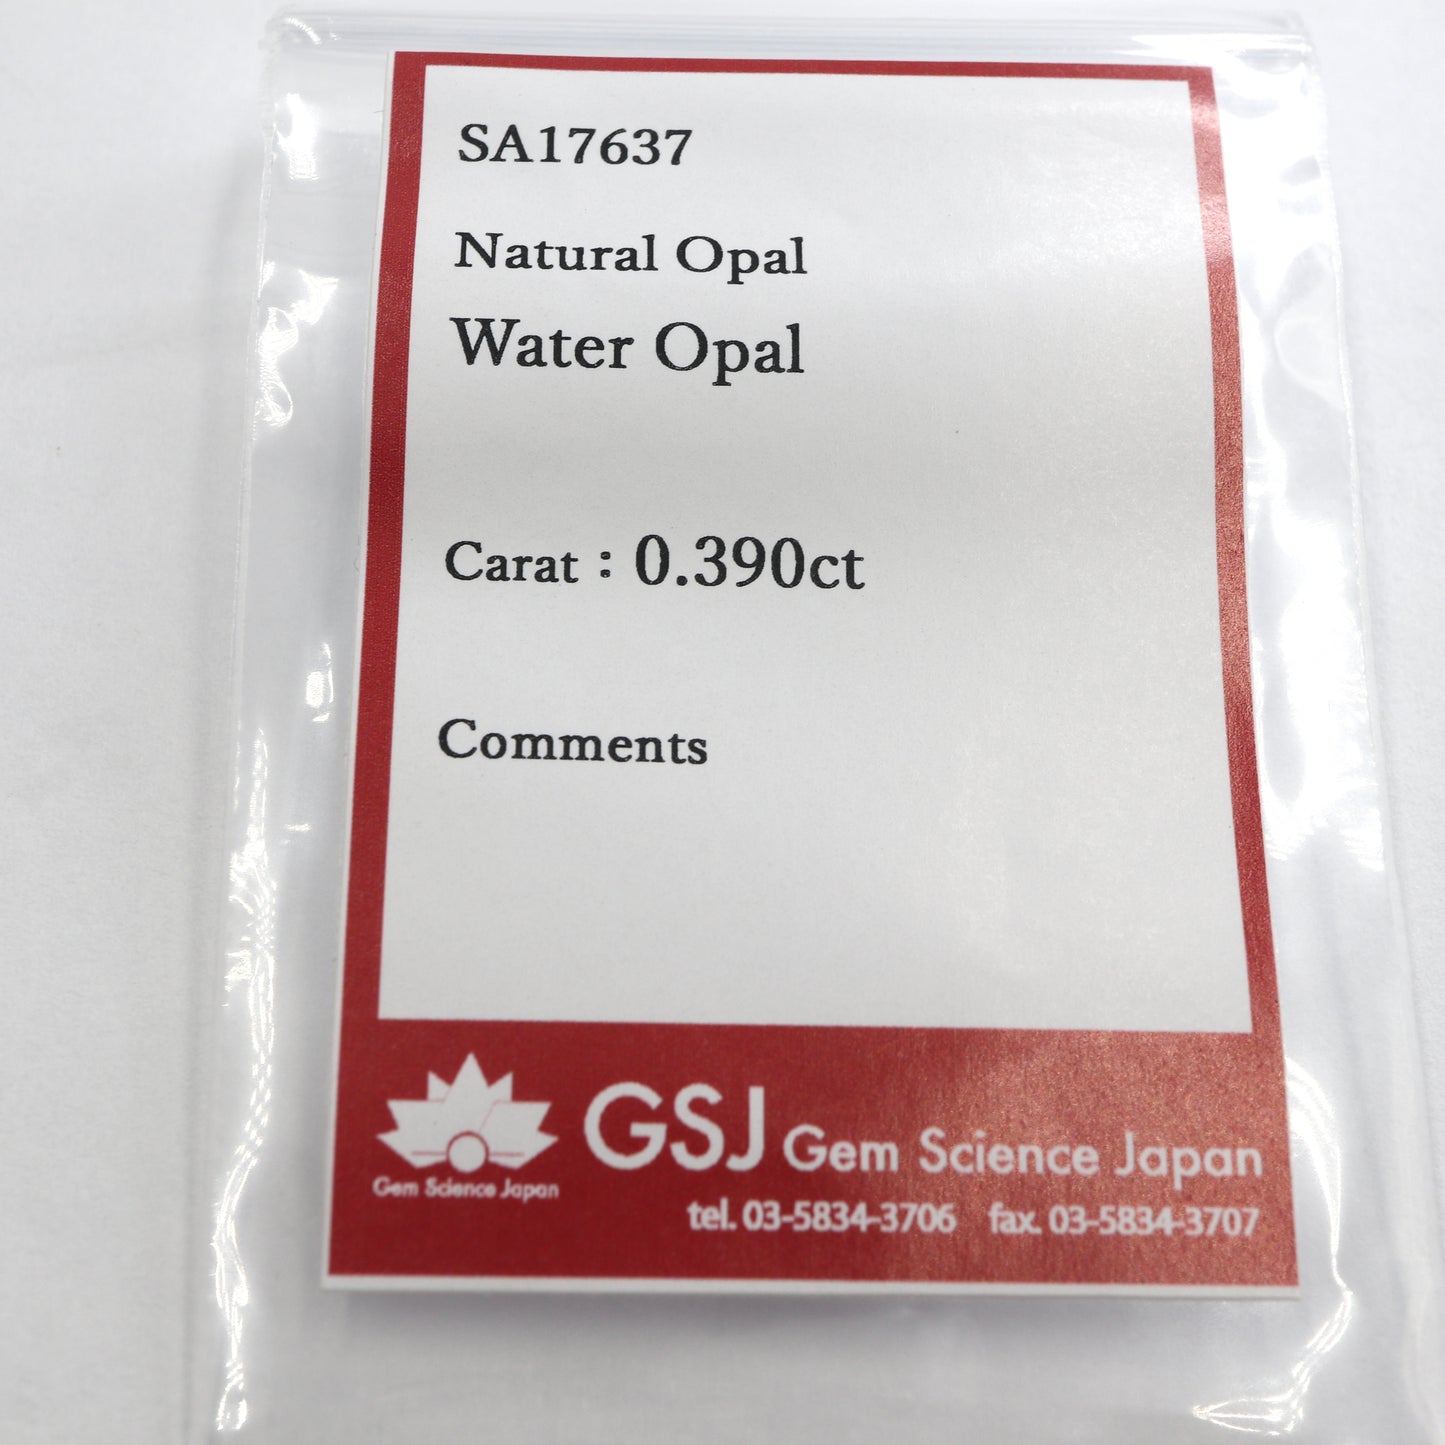 SA17637
Natural Opal
Water Opal
Carat : 0.390ct
Comments
GSJ Gem Science Japan
Gem Science Japan
tel. 03-5834-3706 fax. 03-5834-3707